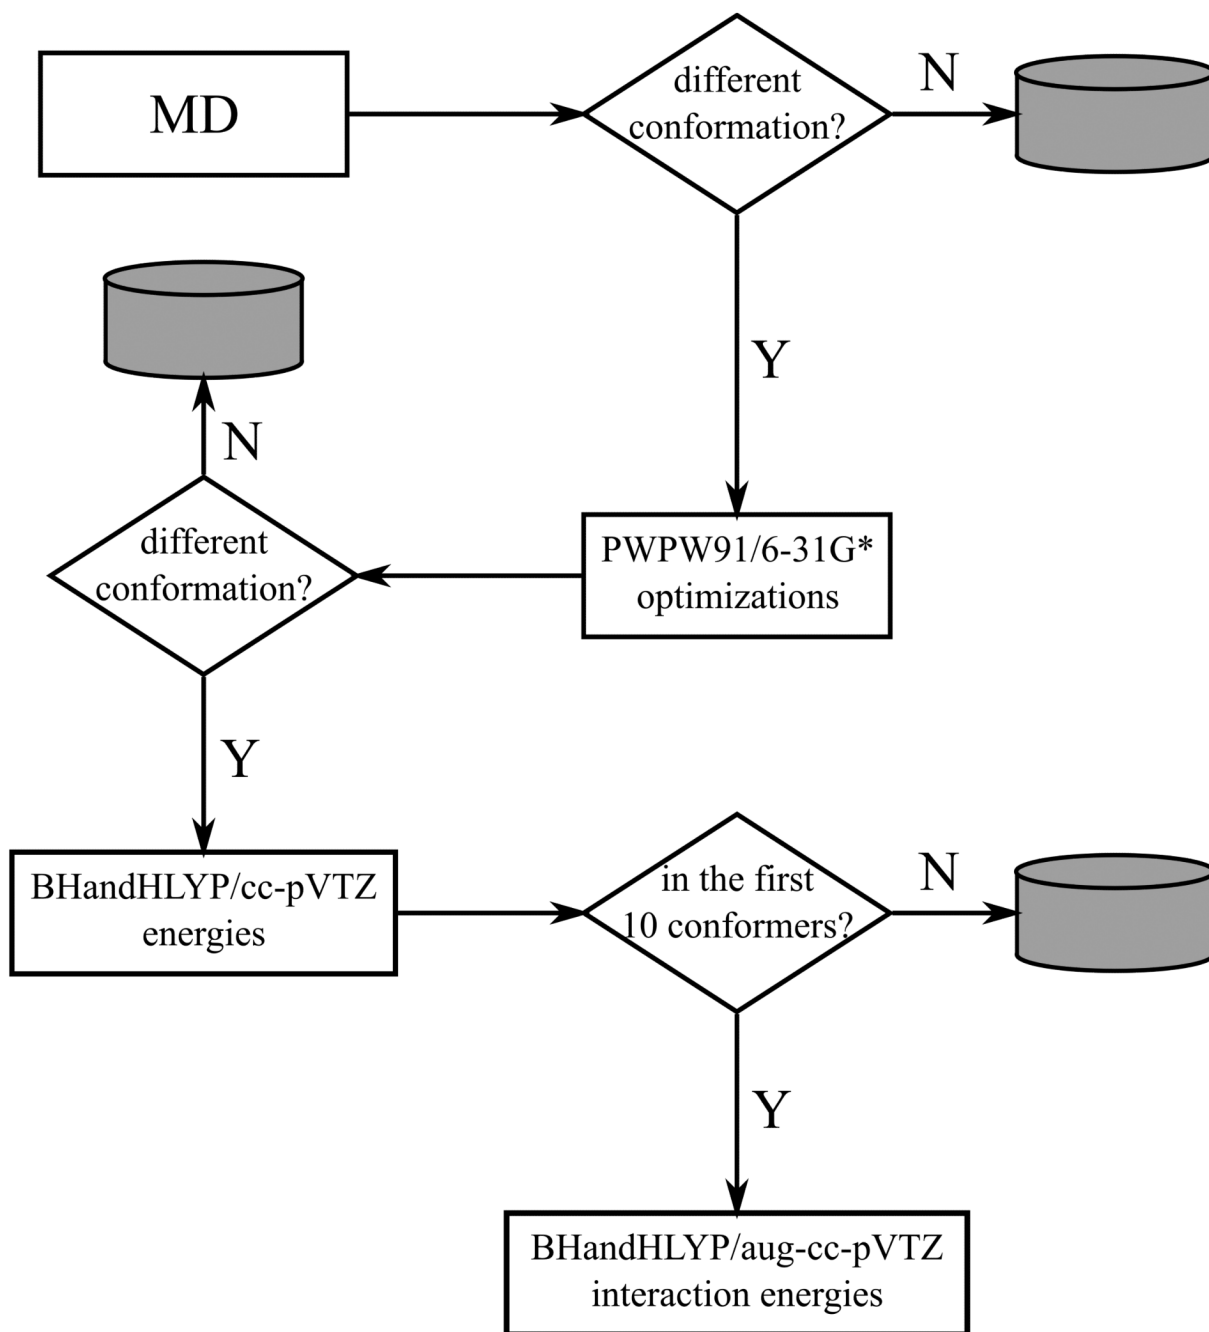 MD
different
conformation?
N
Y
PWPW91/6-31G*
optimizations
different
conformation?
N
Y
BHandHLYP/cc-pVTZ
energies
in the first
10 conformers?
N
Y
BHandHLYP/aug-cc-pVTZ
interaction energies